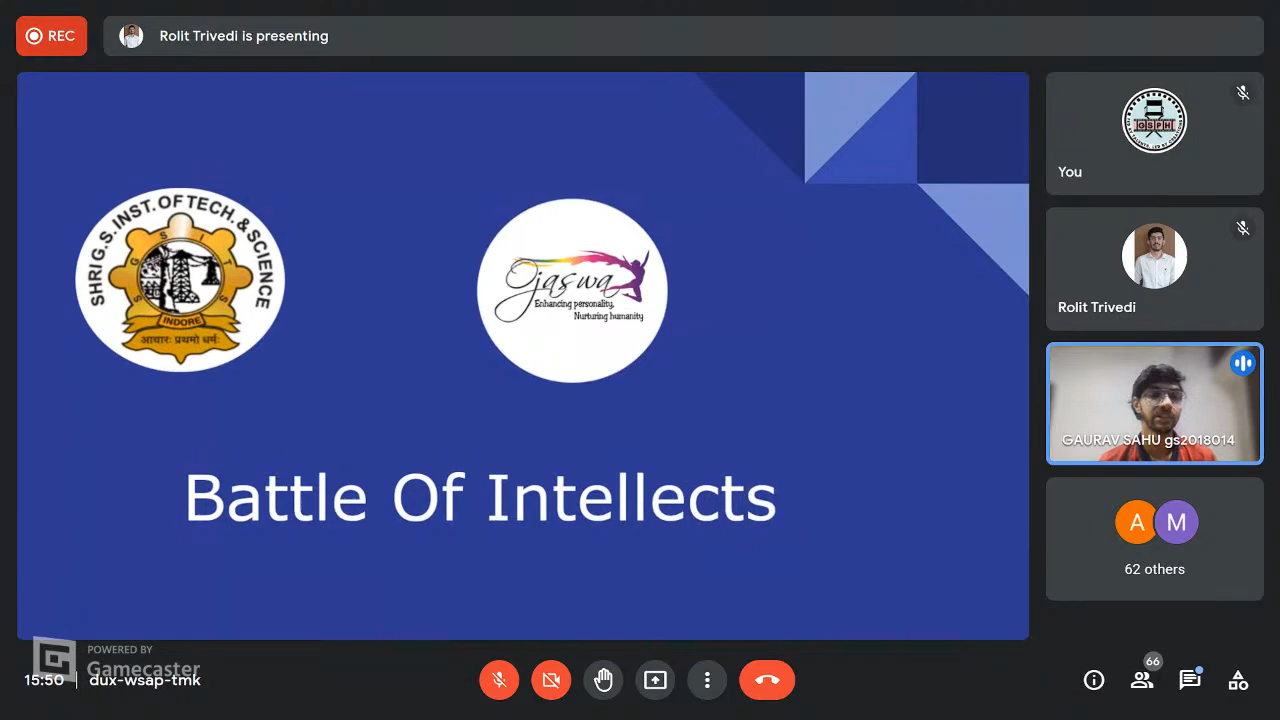 REC
Rolit Trivedi is presenting
SHRI G. S. INST. OF TECH. & SCIENCE
S G S I T S
INDORE
आचारः प्रथमो धर्मः
Ojaswa
Enhancing personality,
Nurturing humanity
Battle Of Intellects
GSPH
You
Rolit Trivedi
GAURAV SAHU gs2018014
A M
62 others
POWERED BY
Gamecaster
15:50 | dux-wsap-tmk
66